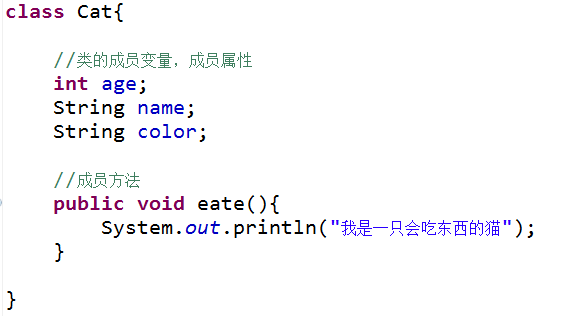 class Cat{
//类的成员变量，成员属性
int age;
String name;
String color;
//成员方法
public void eate(){
System.out.println("我是一只会吃东西的猫");
}
}